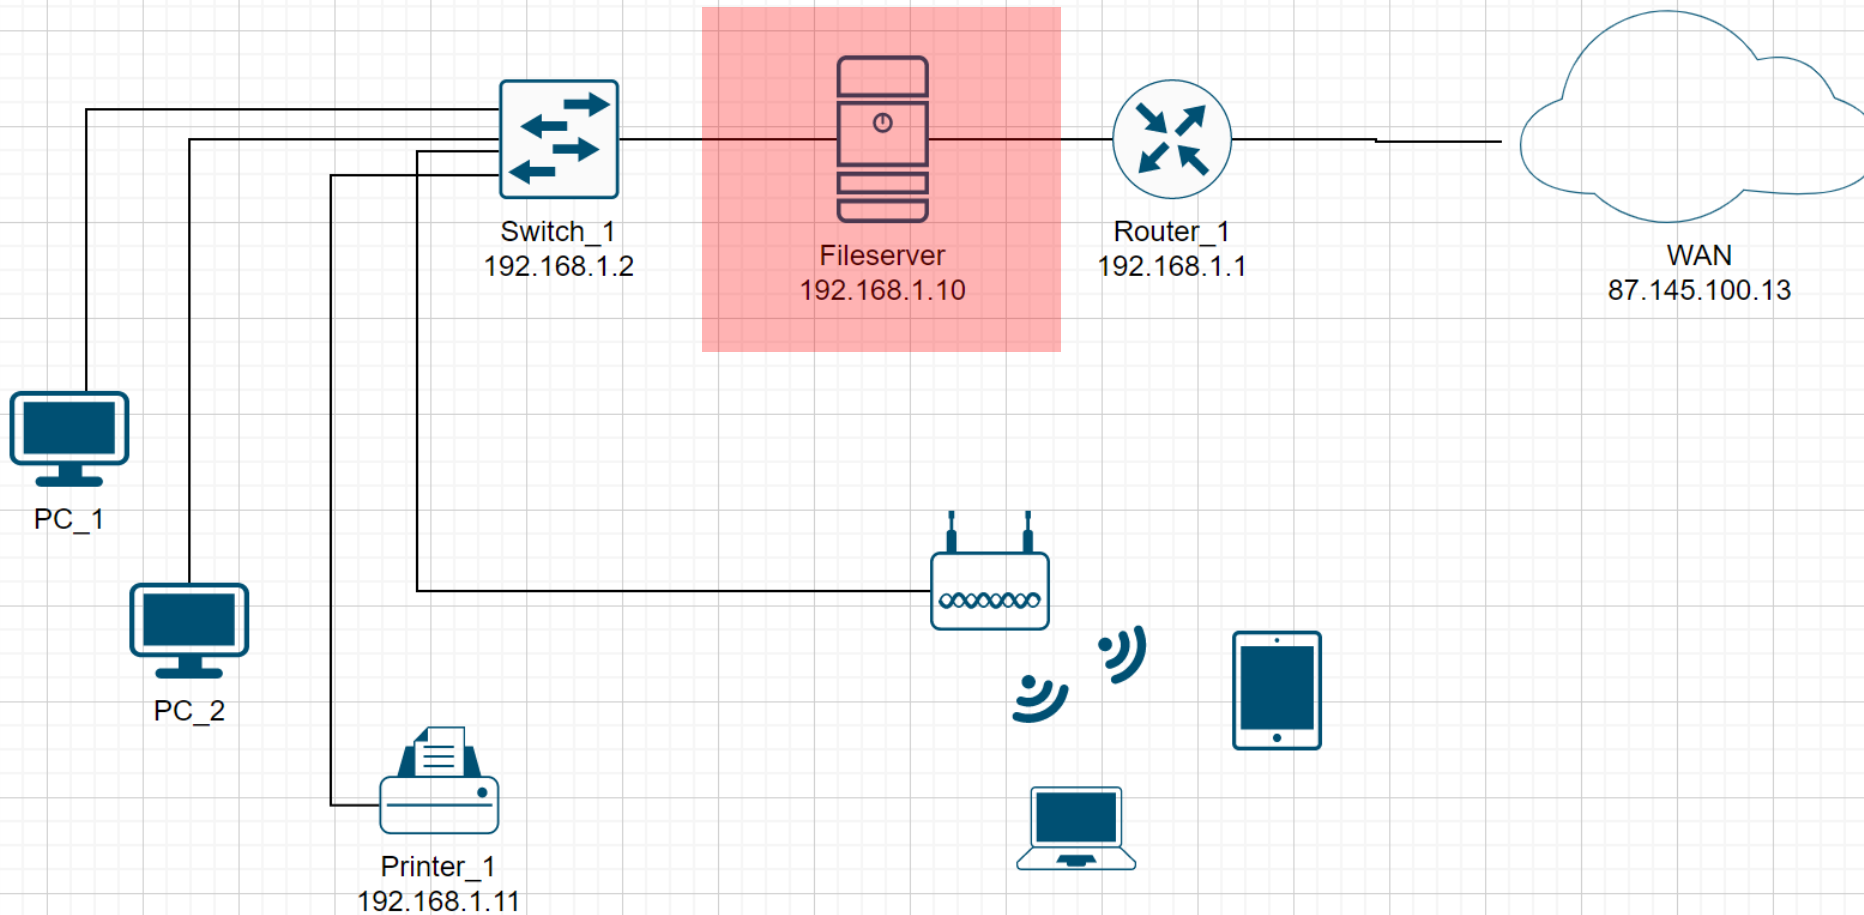 Switch_1
192.168.1.2
Fileserver
192.168.1.10
Router_1
192.168.1.1
WAN
87.145.100.13
PC_1
PC_2
Printer_1
192.168.1.11